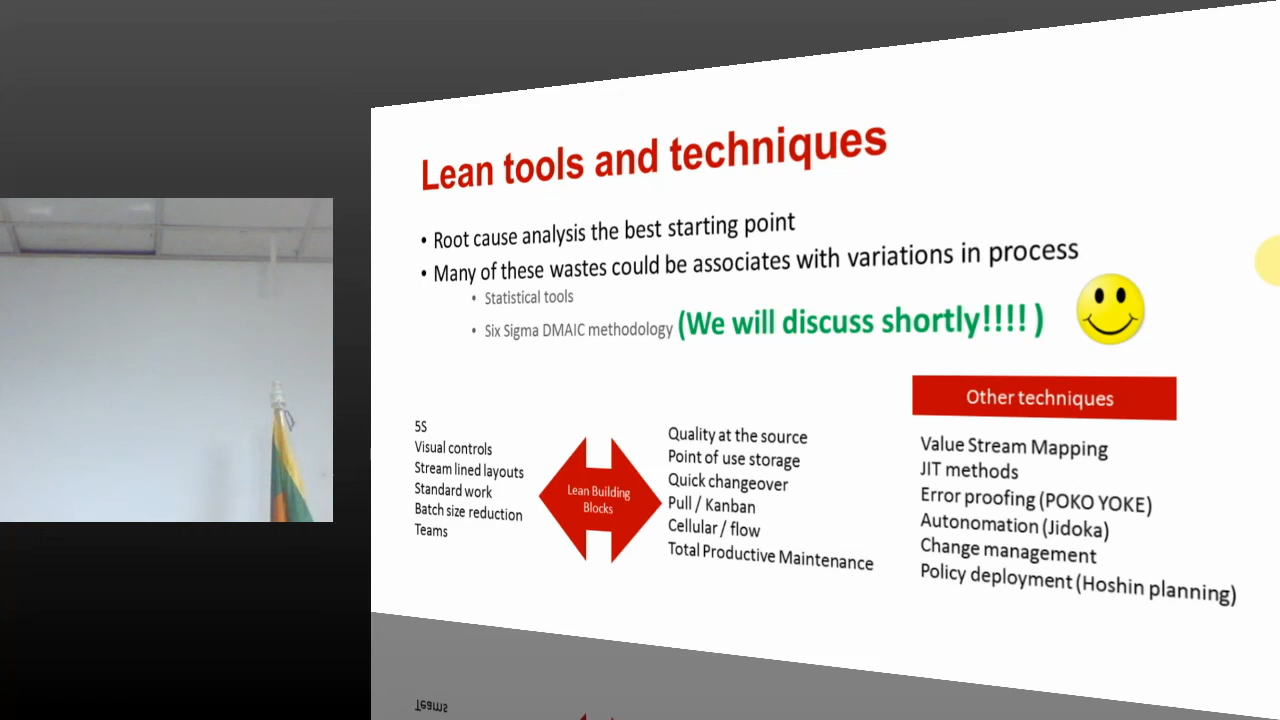 Lean tools and techniques
• Root cause analysis the best starting point
• Many of these wastes could be associates with variations in process
• Statistical tools
• Six Sigma DMAIC methodology (We will discuss shortly!!!! )
5S
Visual controls
Stream lined layouts
Standard work
Batch size reduction
Teams
Lean Building
Blocks
Quality at the source
Point of use storage
Quick changeover
Pull / Kanban
Cellular / flow
Total Productive Maintenance
Other techniques
Value Stream Mapping
JIT methods
Error proofing (POKO YOKE)
Autonomation (Jidoka)
Change management
Policy deployment (Hoshin planning)
Teams